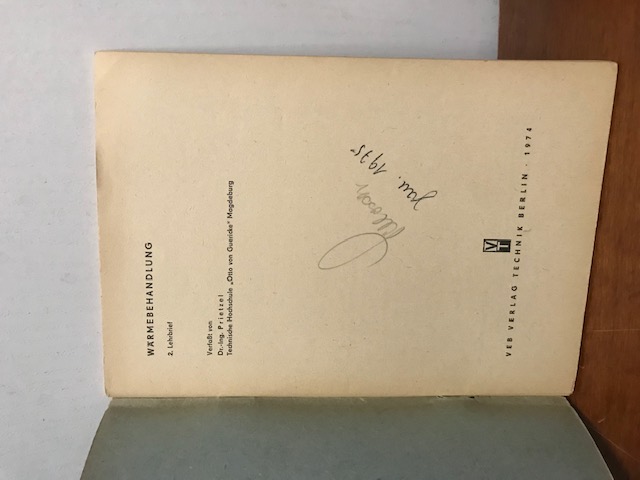 WÄRMEBEHANDLUNG
2. Lehrbrief
Verfaßt von
Dr.-Ing. Prietzel
Technische Hochschule „Otto von Guericke" Magdeburg
Jan. 1975
VT
VEB VERLAG TECHNIK BERLIN · 1974